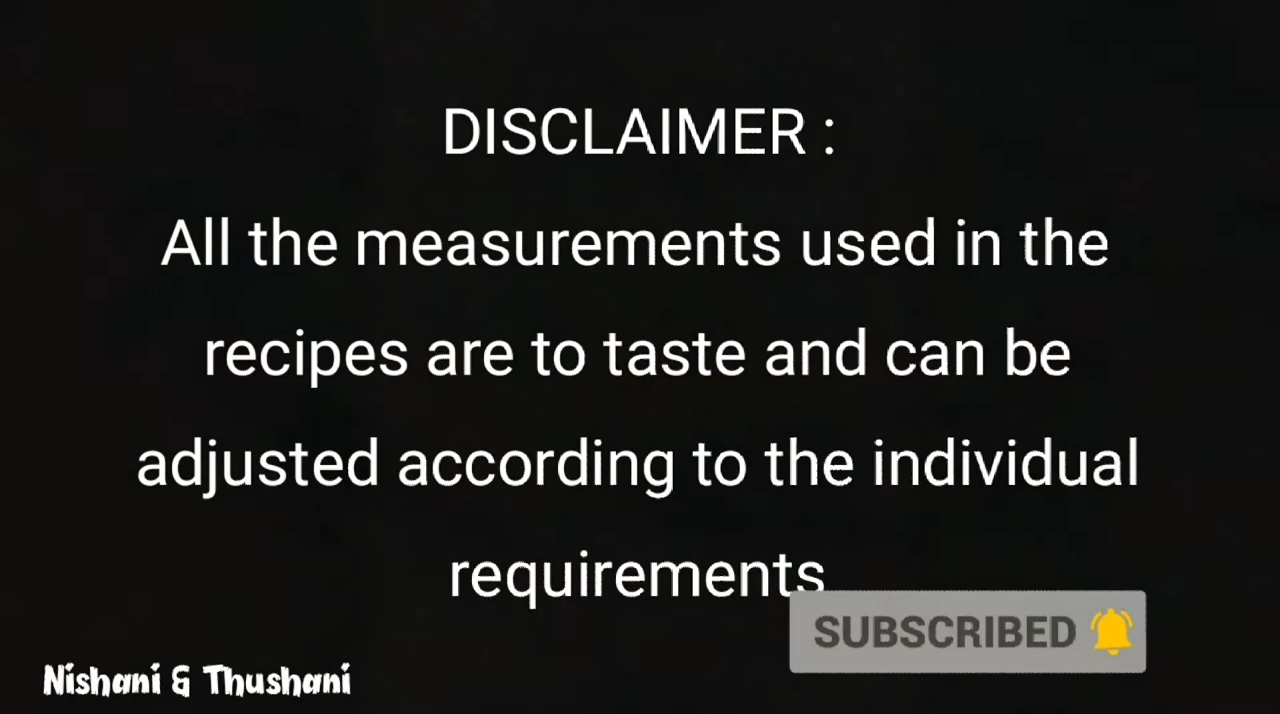 DISCLAIMER :
All the measurements used in the
recipes are to taste and can be
adjusted according to the individual
requirements
SUBSCRIBED
Nishani & Thushani